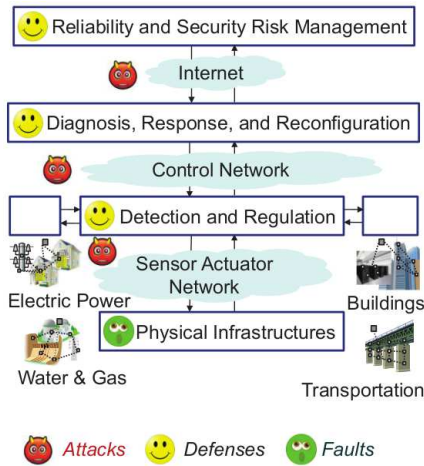 Reliability and Security Risk Management
Internet
Diagnosis, Response, and Reconfiguration
Control Network
Detection and Regulation
Sensor Actuator
Network
Electric Power
Buildings
Physical Infrastructures
Water & Gas
Transportation
Attacks
Defenses
Faults